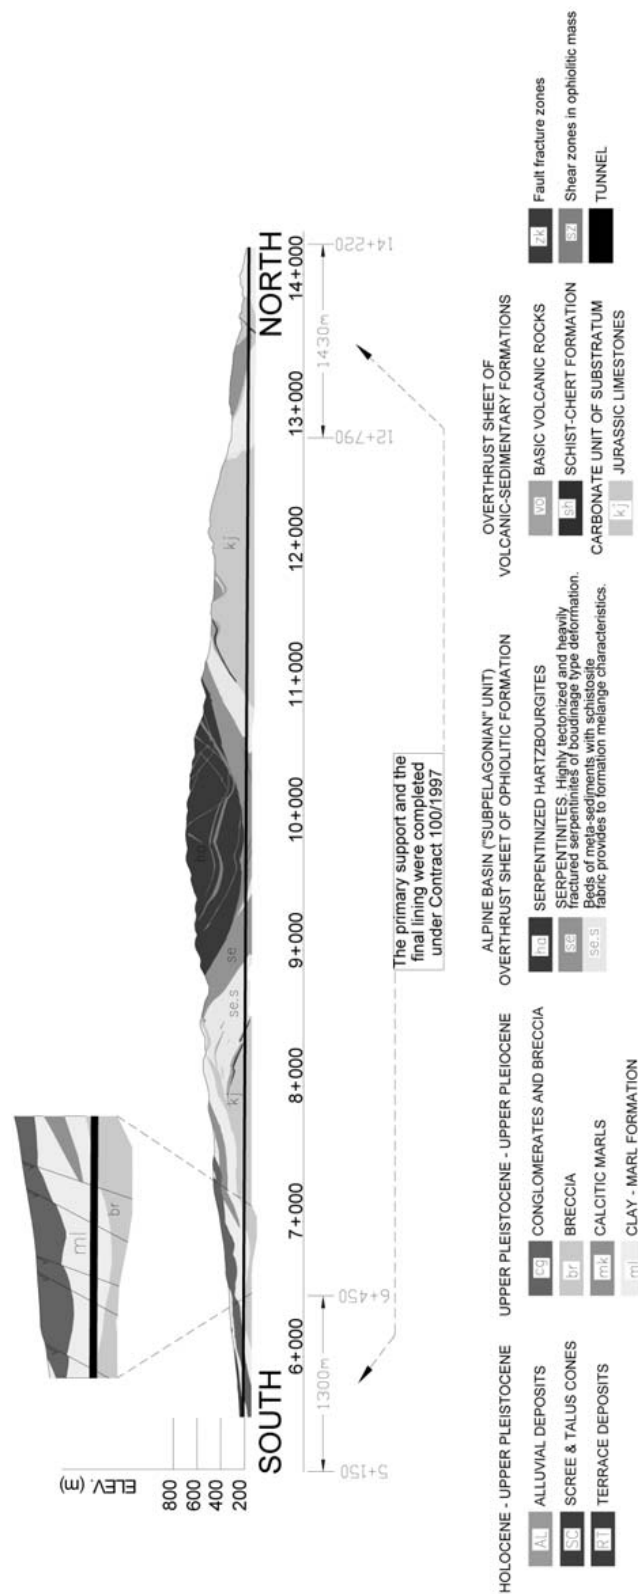 ELEV. (m)
800
600
400
200
SOUTH
NORTH
6+000
7+000
8+000
9+000
10+000
11+000
12+000
13+000
14+000
ml
br
kj
se.s
se
ha
kj
1300m
5+150
6+450
1430m
12+790
14+220
The primary support and the
final lining were completed
under Contract 100/1997
HOLOCENE - UPPER PLEISTOCENE
AL ALLUVIAL DEPOSITS
SC SCREE & TALUS CONES
RT TERRACE DEPOSITS
UPPER PLEISTOCENE - UPPER PLEIOCENE
cg CONGLOMERATES AND BRECCIA
br BRECCIA
mk CALCITIC MARLS
ml CLAY - MARL FORMATION
ALPINE BASIN ("SUBPELAGONIAN" UNIT)
OVERTHRUST SHEET OF OPHIOLITIC FORMATION
ha SERPENTINIZED HARTZBOURGITES
se SERPENTINITES. Highly tectonized and heavily
fractured serpentinites of boudinage type deformation.
se.s Beds of meta-sediments with schistosite
fabric provides to formation melange characteristics.
OVERTHRUST SHEET OF
VOLCANIC-SEDIMENTARY FORMATIONS
vo BASIC VOLCANIC ROCKS
sh SCHIST-CHERT FORMATION
CARBONATE UNIT OF SUBSTRATUM
kj JURASSIC LIMESTONES
zk Fault fracture zones
sz Shear zones in ophiolitic mass
TUNNEL